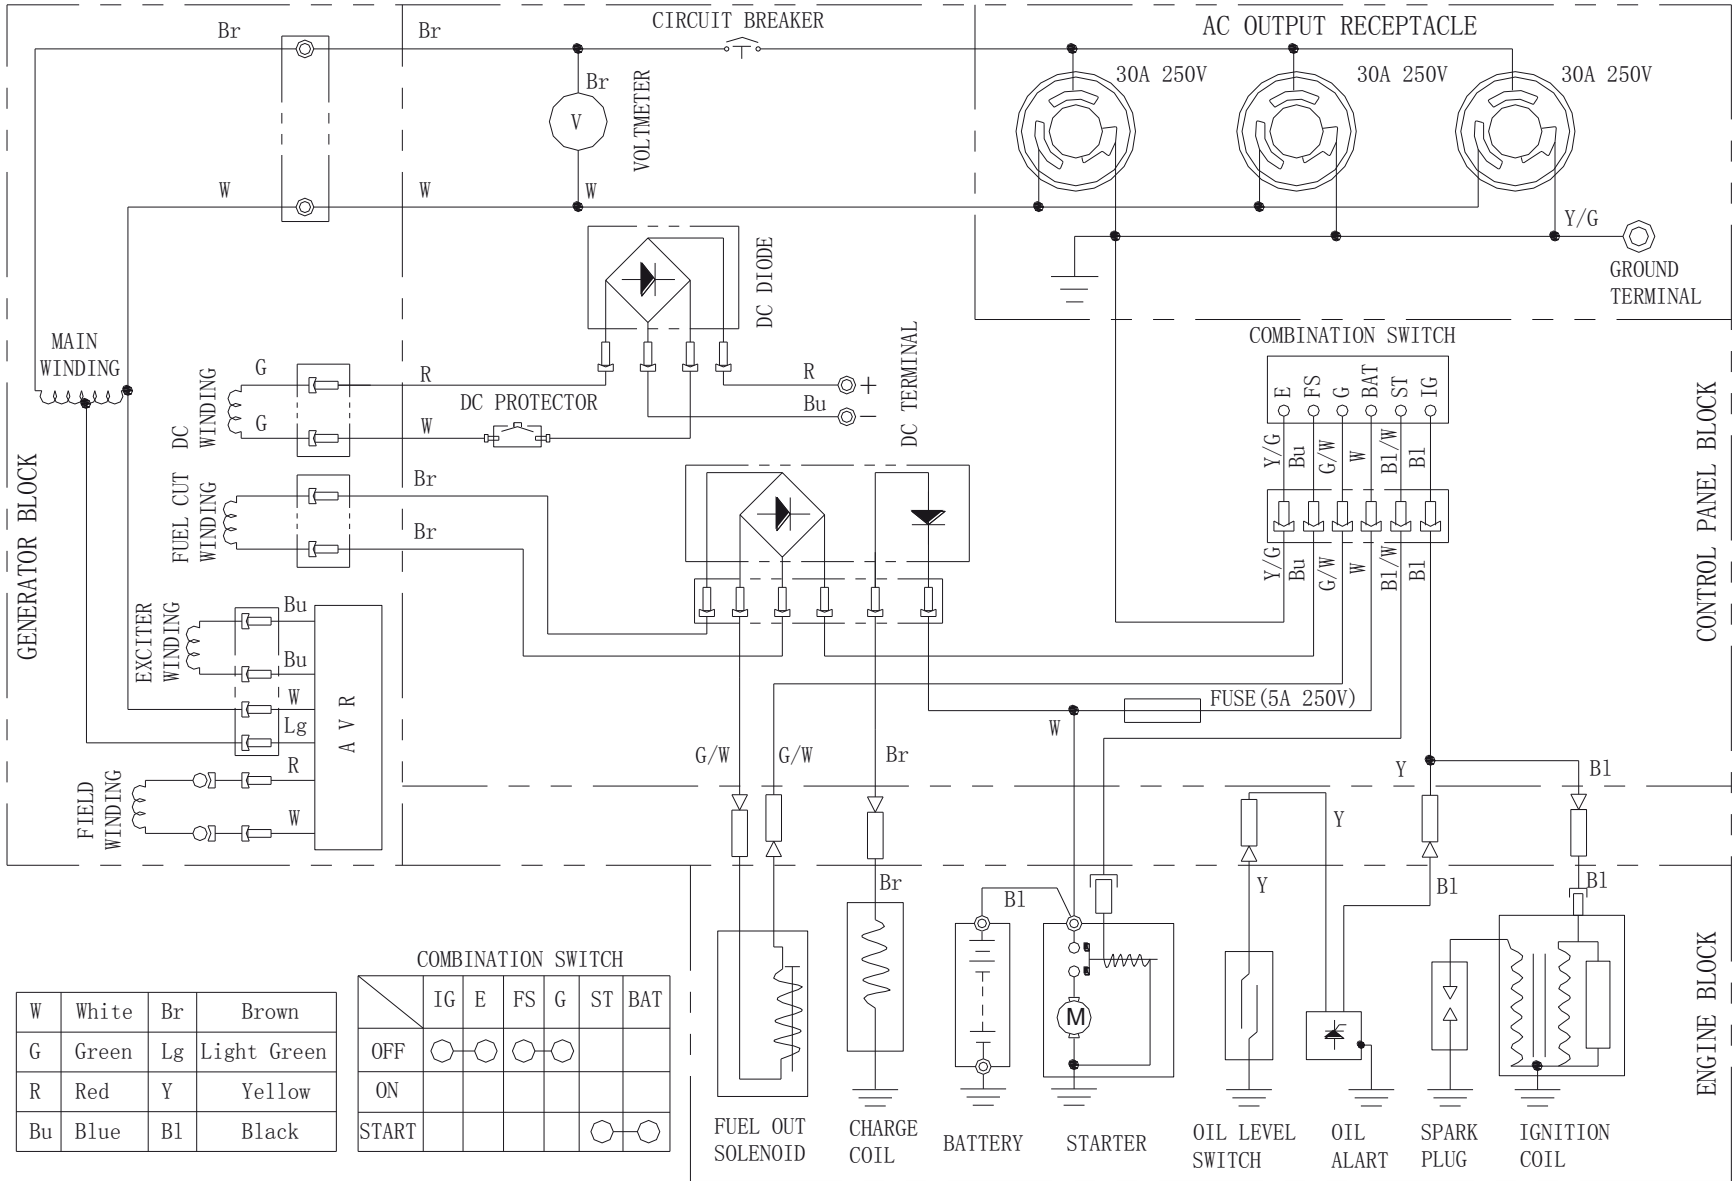 CIRCUIT BREAKER
AC OUTPUT RECEPTACLE
Br
Br
Br
30A 250V
30A 250V
30A 250V
V
VOLTMETER
W
W
W
Y/G
GROUND
TERMINAL
DC DIODE
MAIN
WINDING
COMBINATION SWITCH
G
R
R
+
DC PROTECTOR
Bu
−
DC TERMINAL
G
W
DC
WINDING
E
FS
G
BAT
ST
IG
Y/G
Bu
G/W
W
Bl/W
Bl
CONTROL PANEL BLOCK
GENERATOR BLOCK
FUEL CUT
WINDING
Br
Br
Y/G
Bu
G/W
W
Bl/W
Bl
EXCITER
WINDING
Bu
Bu
W
Lg
A V R
FUSE(5A 250V)
W
G/W
G/W
Br
R
W
FIELD
WINDING
Y
Bl
Y
Br
Bl
Y
Bl
Bl
M
ENGINE BLOCK
COMBINATION SWITCH
IG E FS G ST BAT
OFF
ON
START
W White Br Brown
G Green Lg Light Green
R Red Y Yellow
Bu Blue Bl Black
FUEL OUT
SOLENOID
CHARGE
COIL
BATTERY
STARTER
OIL LEVEL
SWITCH
OIL
ALART
SPARK
PLUG
IGNITION
COIL